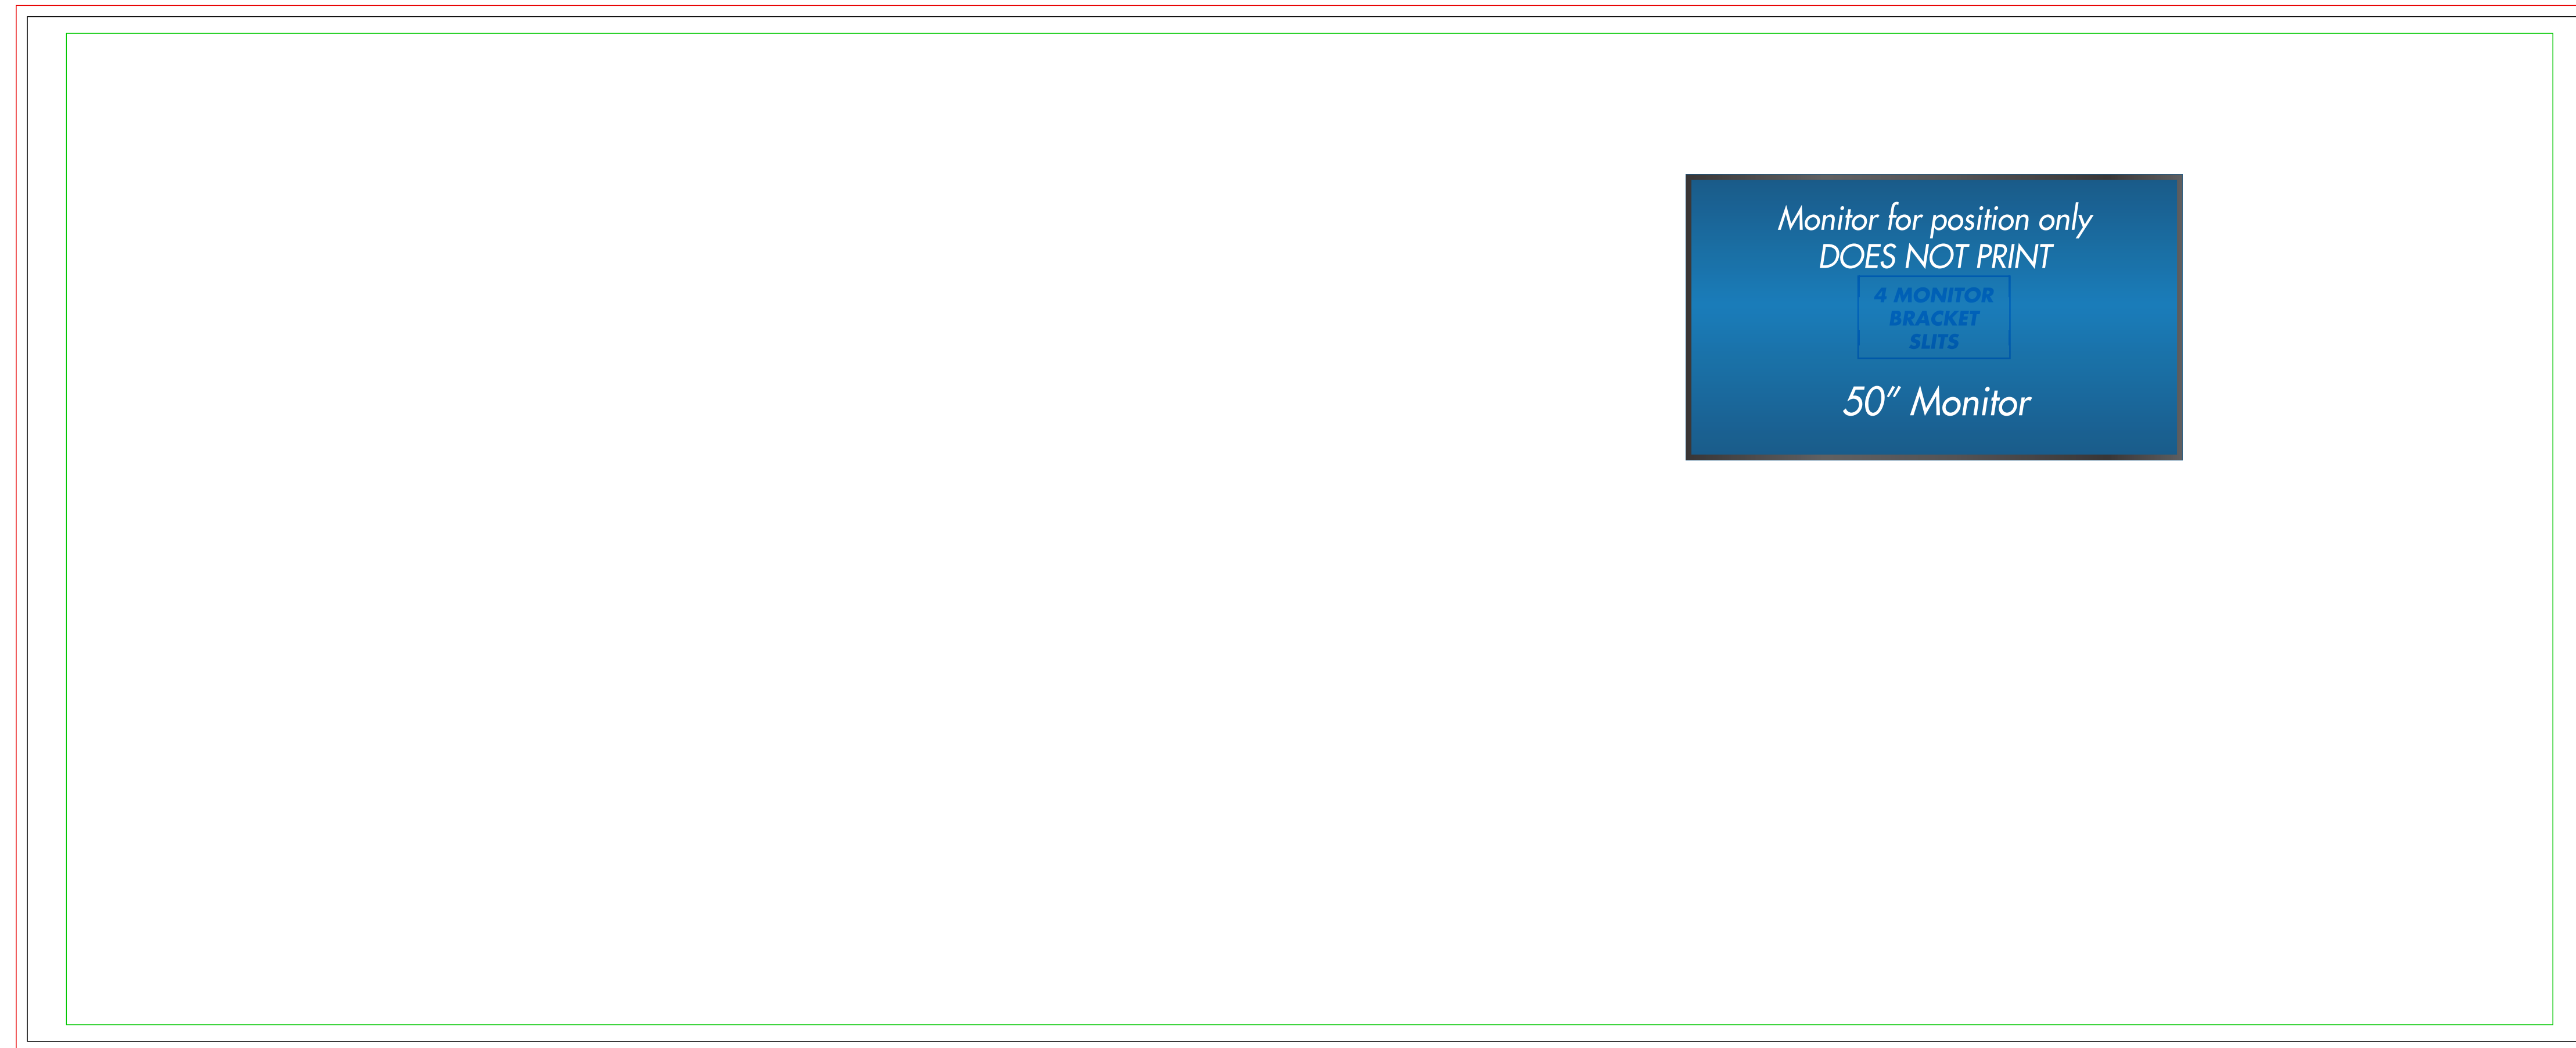 Monitor for position only
DOES NOT PRINT
4 MONITOR
BRACKET
SLITS
50” Monitor